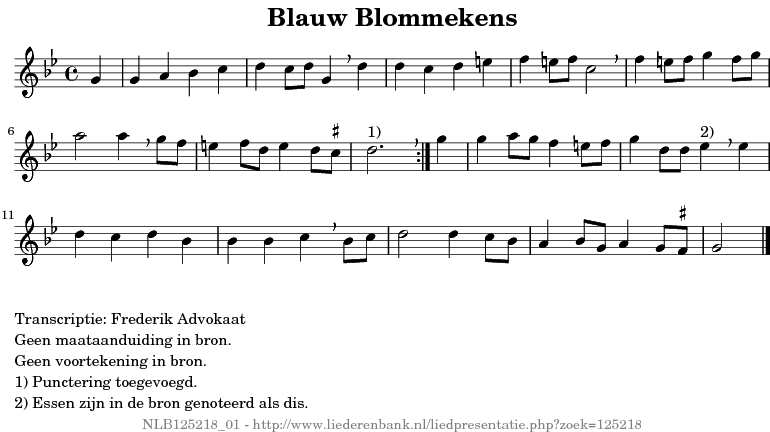 Blauw Blommekens
6
1)
2)
11
Transcriptie: Frederik Advokaat
Geen maataanduiding in bron.
Geen voortekening in bron.
1) Punctering toegevoegd.
2) Essen zijn in de bron genoteerd als dis.
NLB125218_01 - http://www.liederenbank.nl/liedpresentatie.php?zoek=125218